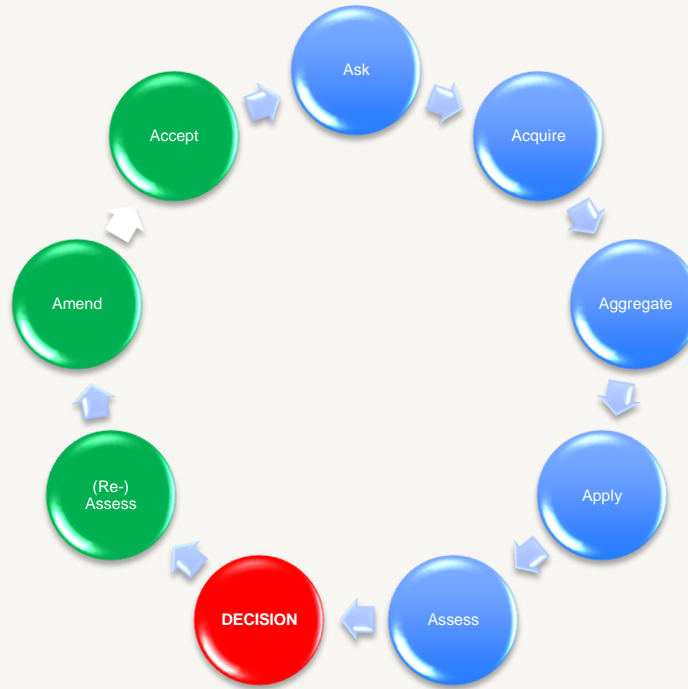 Ask
Acquire
Aggregate
Apply
Assess
DECISION
(Re-)
Assess
Amend
Accept